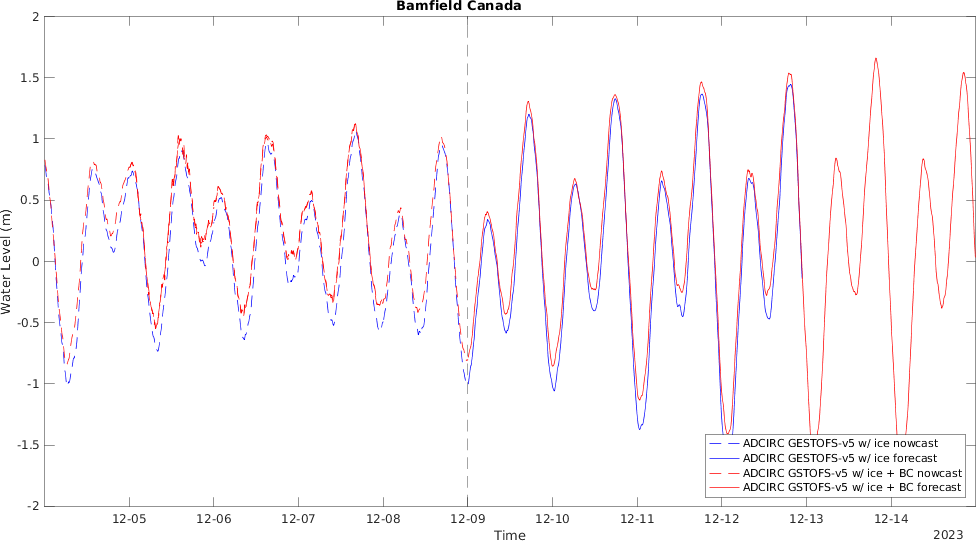 Bamfield Canada
Water Level (m)
2
1.5
1
0.5
0
-0.5
-1
-1.5
-2
ADCIRC GESTOFS-v5 w/ ice nowcast
ADCIRC GESTOFS-v5 w/ ice forecast
ADCIRC GSTOFS-v5 w/ ice + BC nowcast
ADCIRC GSTOFS-v5 w/ ice + BC forecast
12-05 12-06 12-07 12-08 12-09 12-10 12-11 12-12 12-13 12-14
Time
2023